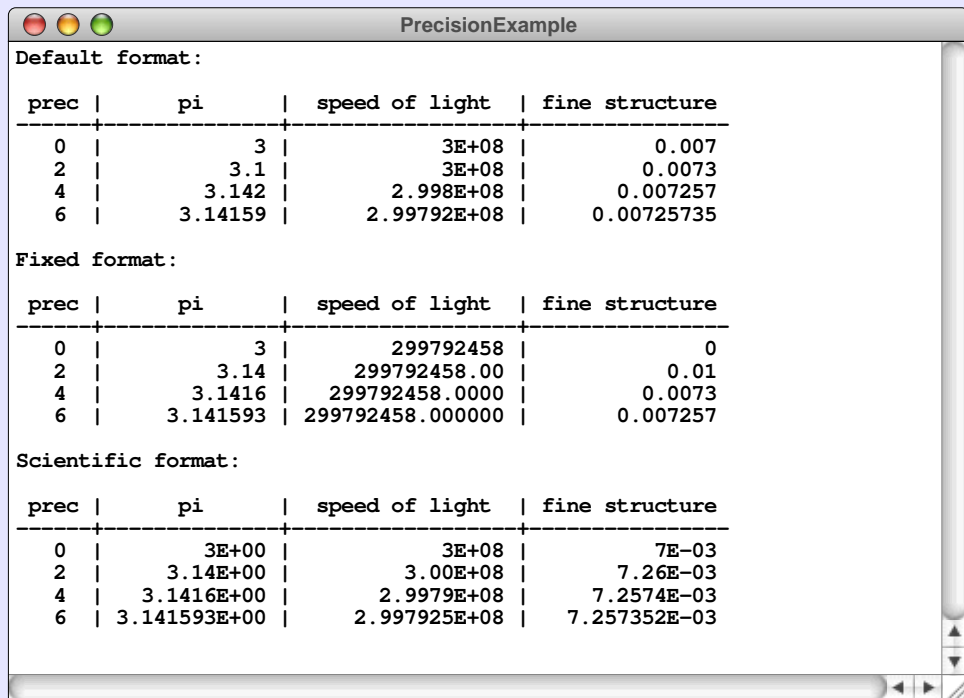 PrecisionExample
Default format:
 prec |      pi      |  speed of light  | fine structure
------+--------------+------------------+----------------
   0  |            3 |            3E+08 |          0.007
   2  |          3.1 |            3E+08 |         0.0073
   4  |        3.142 |        2.998E+08 |       0.007257
   6  |      3.14159 |      2.99792E+08 |     0.00725735
Fixed format:
 prec |      pi      |  speed of light  | fine structure
------+--------------+------------------+----------------
   0  |            3 |        299792458 |              0
   2  |         3.14 |     299792458.00 |           0.01
   4  |       3.1416 |   299792458.0000 |         0.0073
   6  |     3.141593 | 299792458.000000 |       0.007257
Scientific format:
 prec |      pi      |  speed of light  | fine structure
------+--------------+------------------+----------------
   0  |        3E+00 |            3E+08 |          7E-03
   2  |     3.14E+00 |         3.00E+08 |       7.26E-03
   4  |   3.1416E+00 |       2.9979E+08 |     7.2574E-03
   6  | 3.141593E+00 |     2.997925E+08 |   7.257352E-03